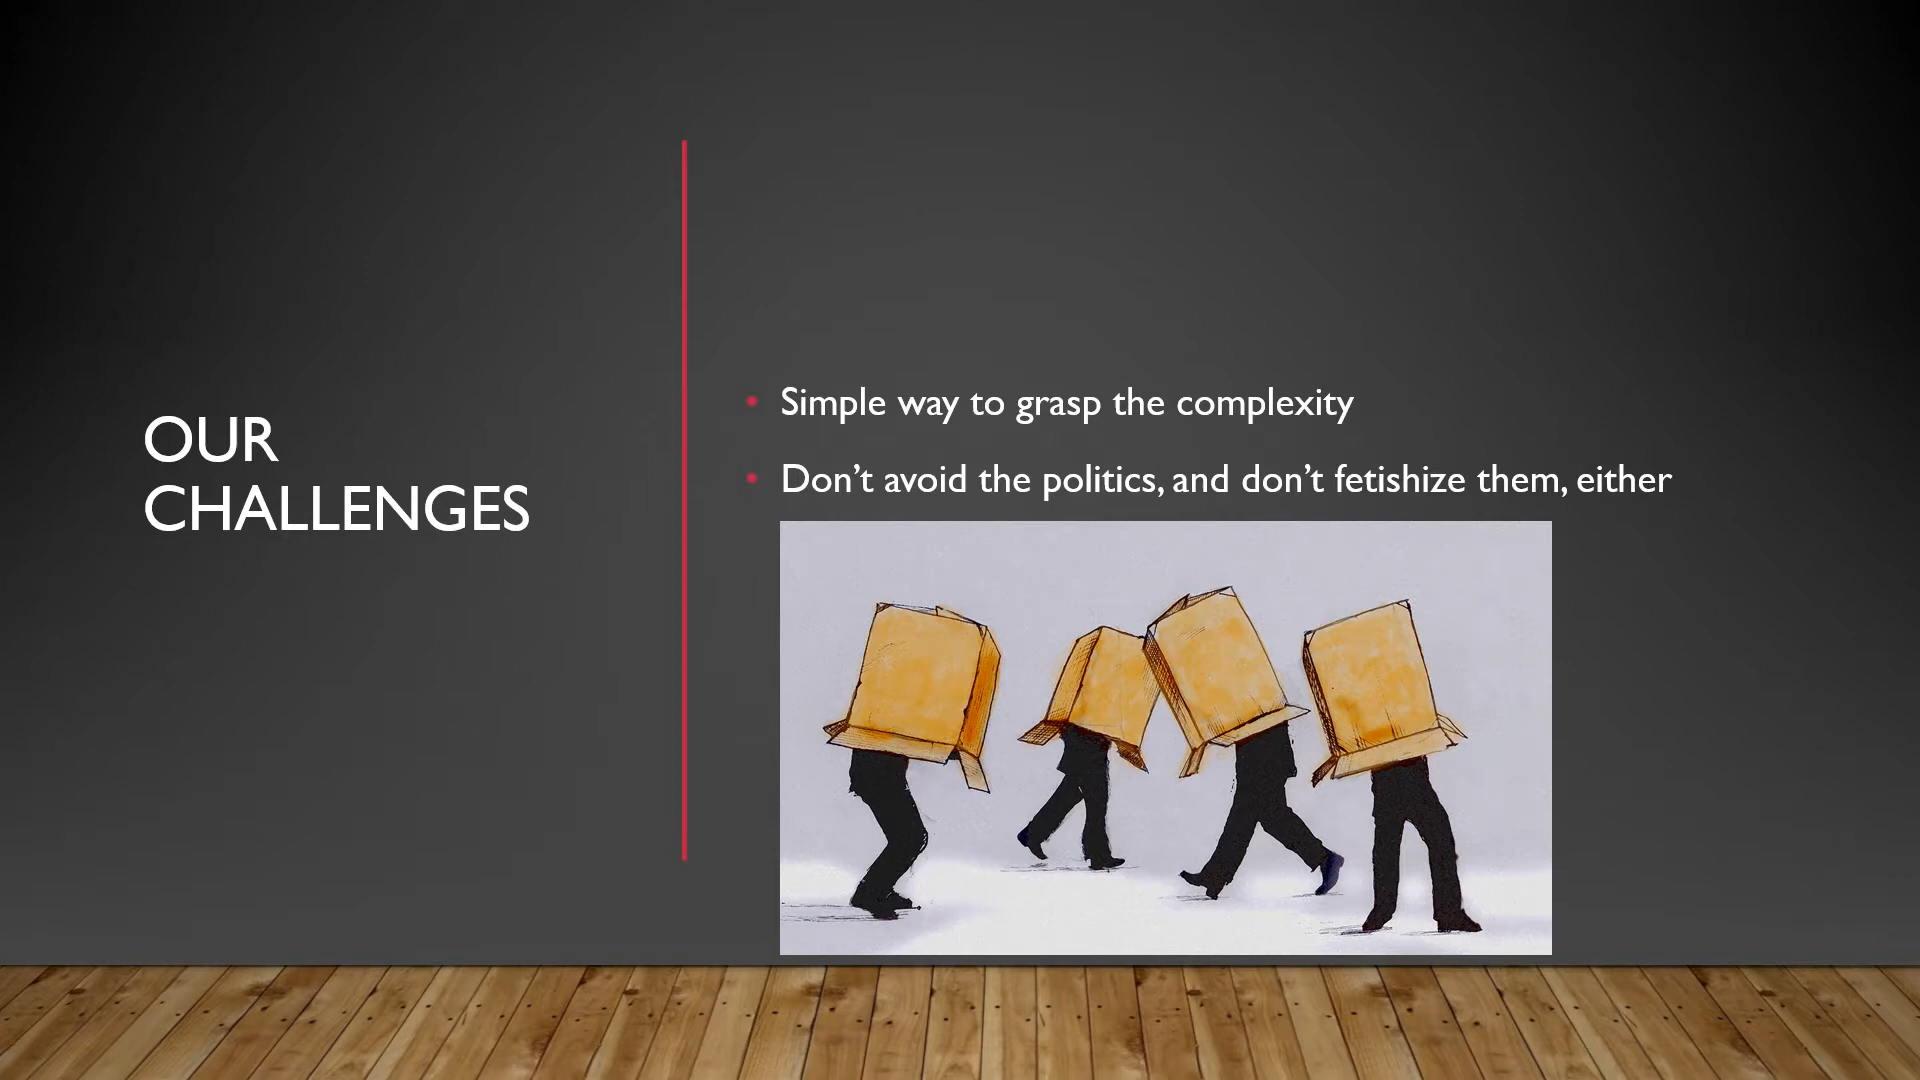 OUR
CHALLENGES
Simple way to grasp the complexity
Don’t avoid the politics, and don’t fetishize them, either